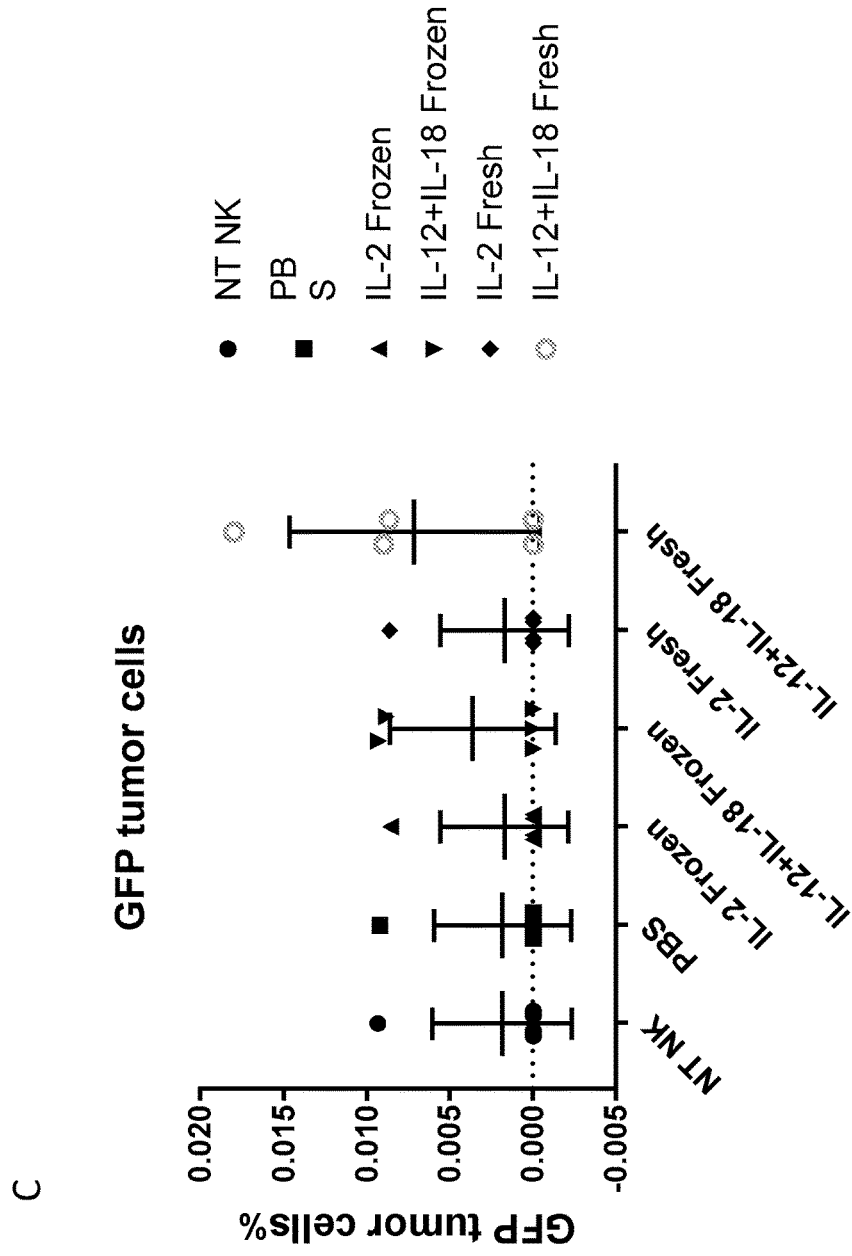 C
GFP tumor cells
GFP tumor cells%
0.020
0.015
0.010
0.005
0.000
-0.005
NT NK
PBS
IL-2 Frozen
IL-12+IL-18 Frozen
IL-2 Fresh
IL-12+IL-18 Fresh
NT NK
PB
S
IL-2 Frozen
IL-12+IL-18 Frozen
IL-2 Fresh
IL-12+IL-18 Fresh